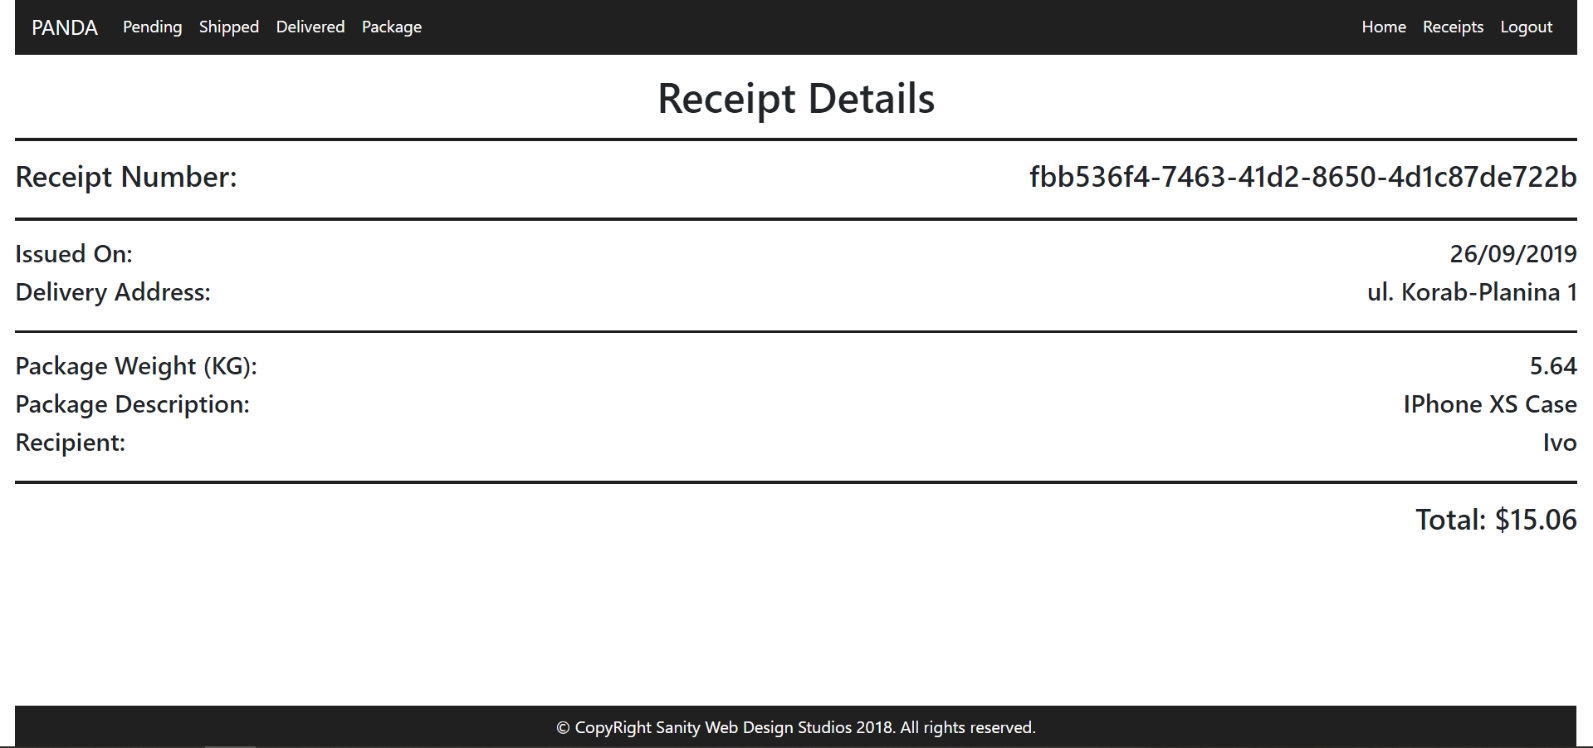 PANDA Pending Shipped Delivered Package Home Receipts Logout
Receipt Details
Receipt Number: fbb536f4-7463-41d2-8650-4d1c87de722b
Issued On: 26/09/2019
Delivery Address: ul. Korab-Planina 1
Package Weight (KG): 5.64
Package Description: IPhone XS Case
Recipient: Ivo
Total: $15.06
© CopyRight Sanity Web Design Studios 2018. All rights reserved.